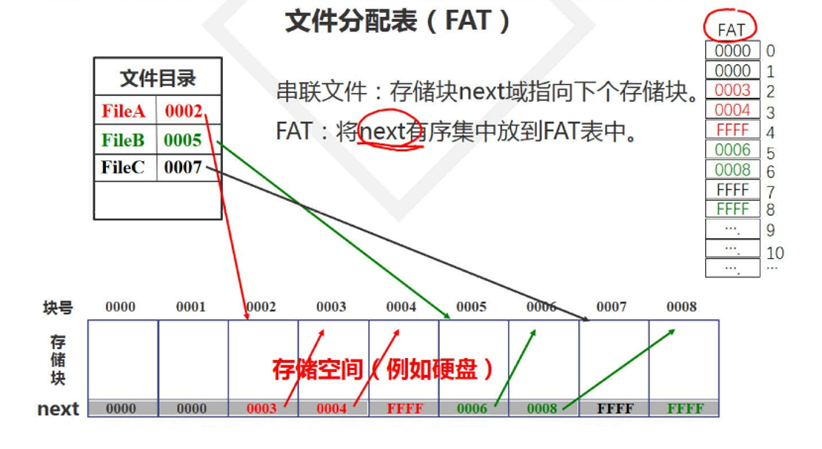 文件分配表（FAT）
文件目录
FileA 0002
FileB 0005
FileC 0007
串联文件：存储块next域指向下个存储块。
FAT：将next有序集中放到FAT表中。
FAT
0000 0
0000 1
0003 2
0004 3
FFFF 4
0006 5
0008 6
FFFF 7
FFFF 8
…. 9
…. 10
…. …
块号 0000 0001 0002 0003 0004 0005 0006 0007 0008
存储块
存储空间（例如硬盘）
next 0000 0000 0003 0004 FFFF 0006 0008 FFFF FFFF